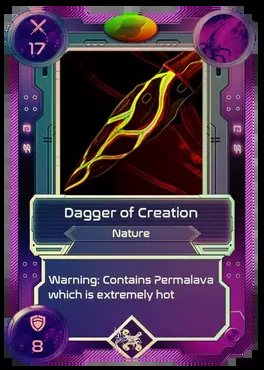 17
Dagger of Creation
Nature
Warning: Contains Permalava
which is extremely hot
8